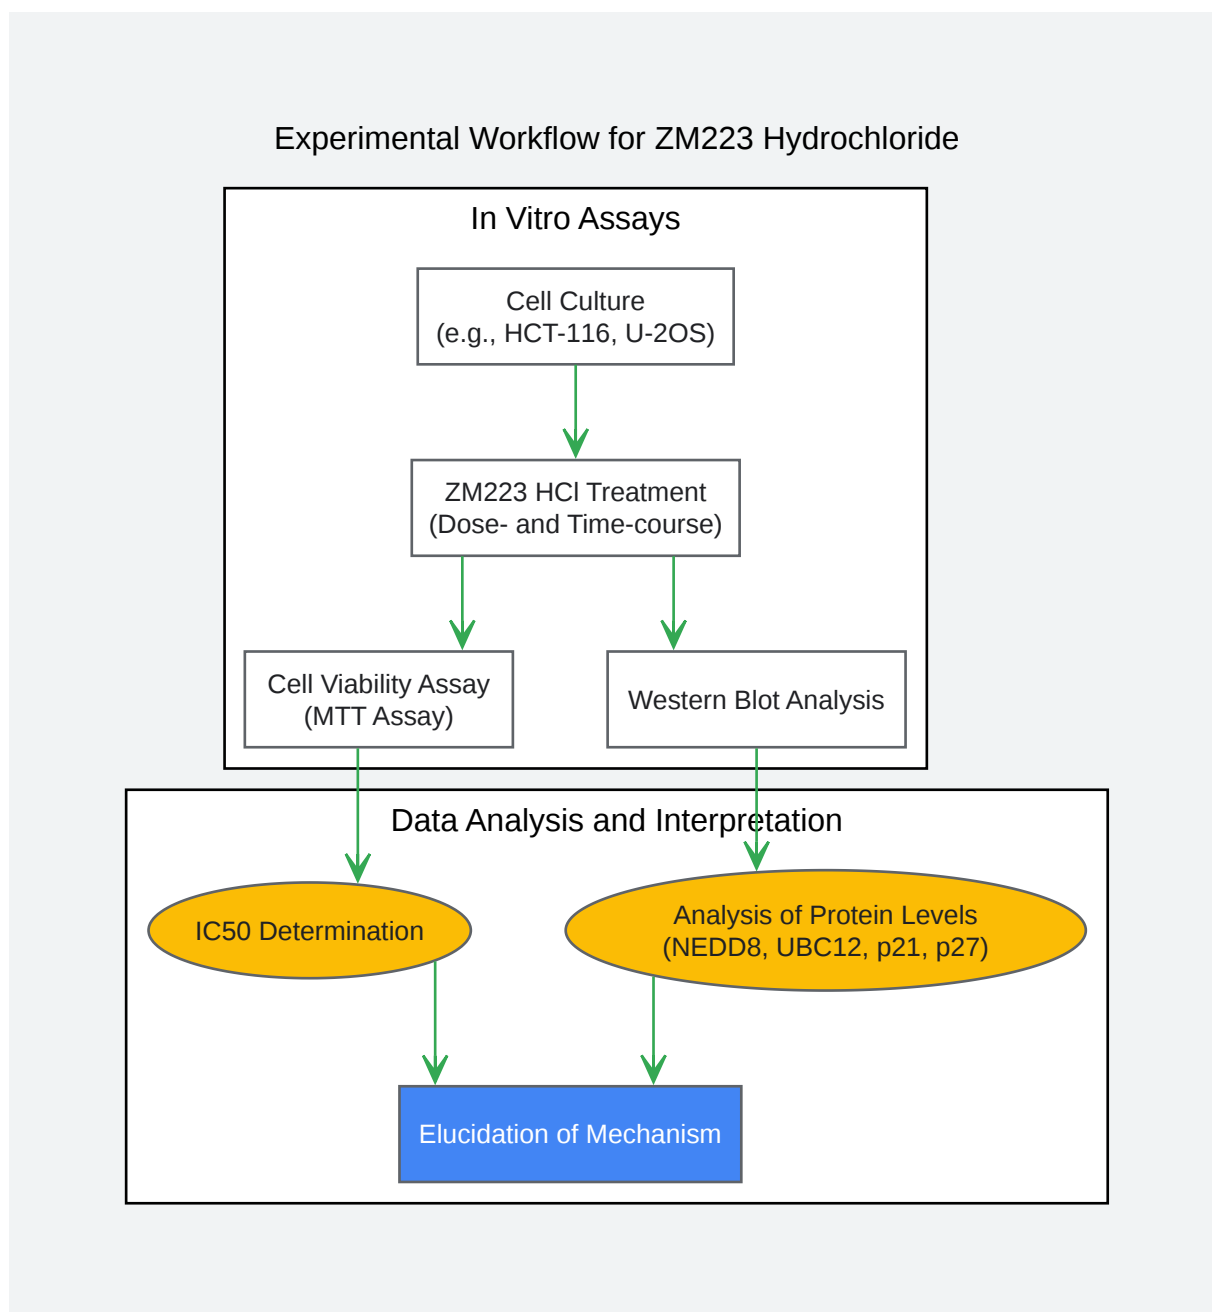 Experimental Workflow for ZM223 Hydrochloride
In Vitro Assays
Cell Culture
(e.g., HCT-116, U-2OS)
ZM223 HCl Treatment
(Dose- and Time-course)
Cell Viability Assay
(MTT Assay)
Western Blot Analysis
Data Analysis and Interpretation
IC50 Determination
Analysis of Protein Levels
(NEDD8, UBC12, p21, p27)
Elucidation of Mechanism